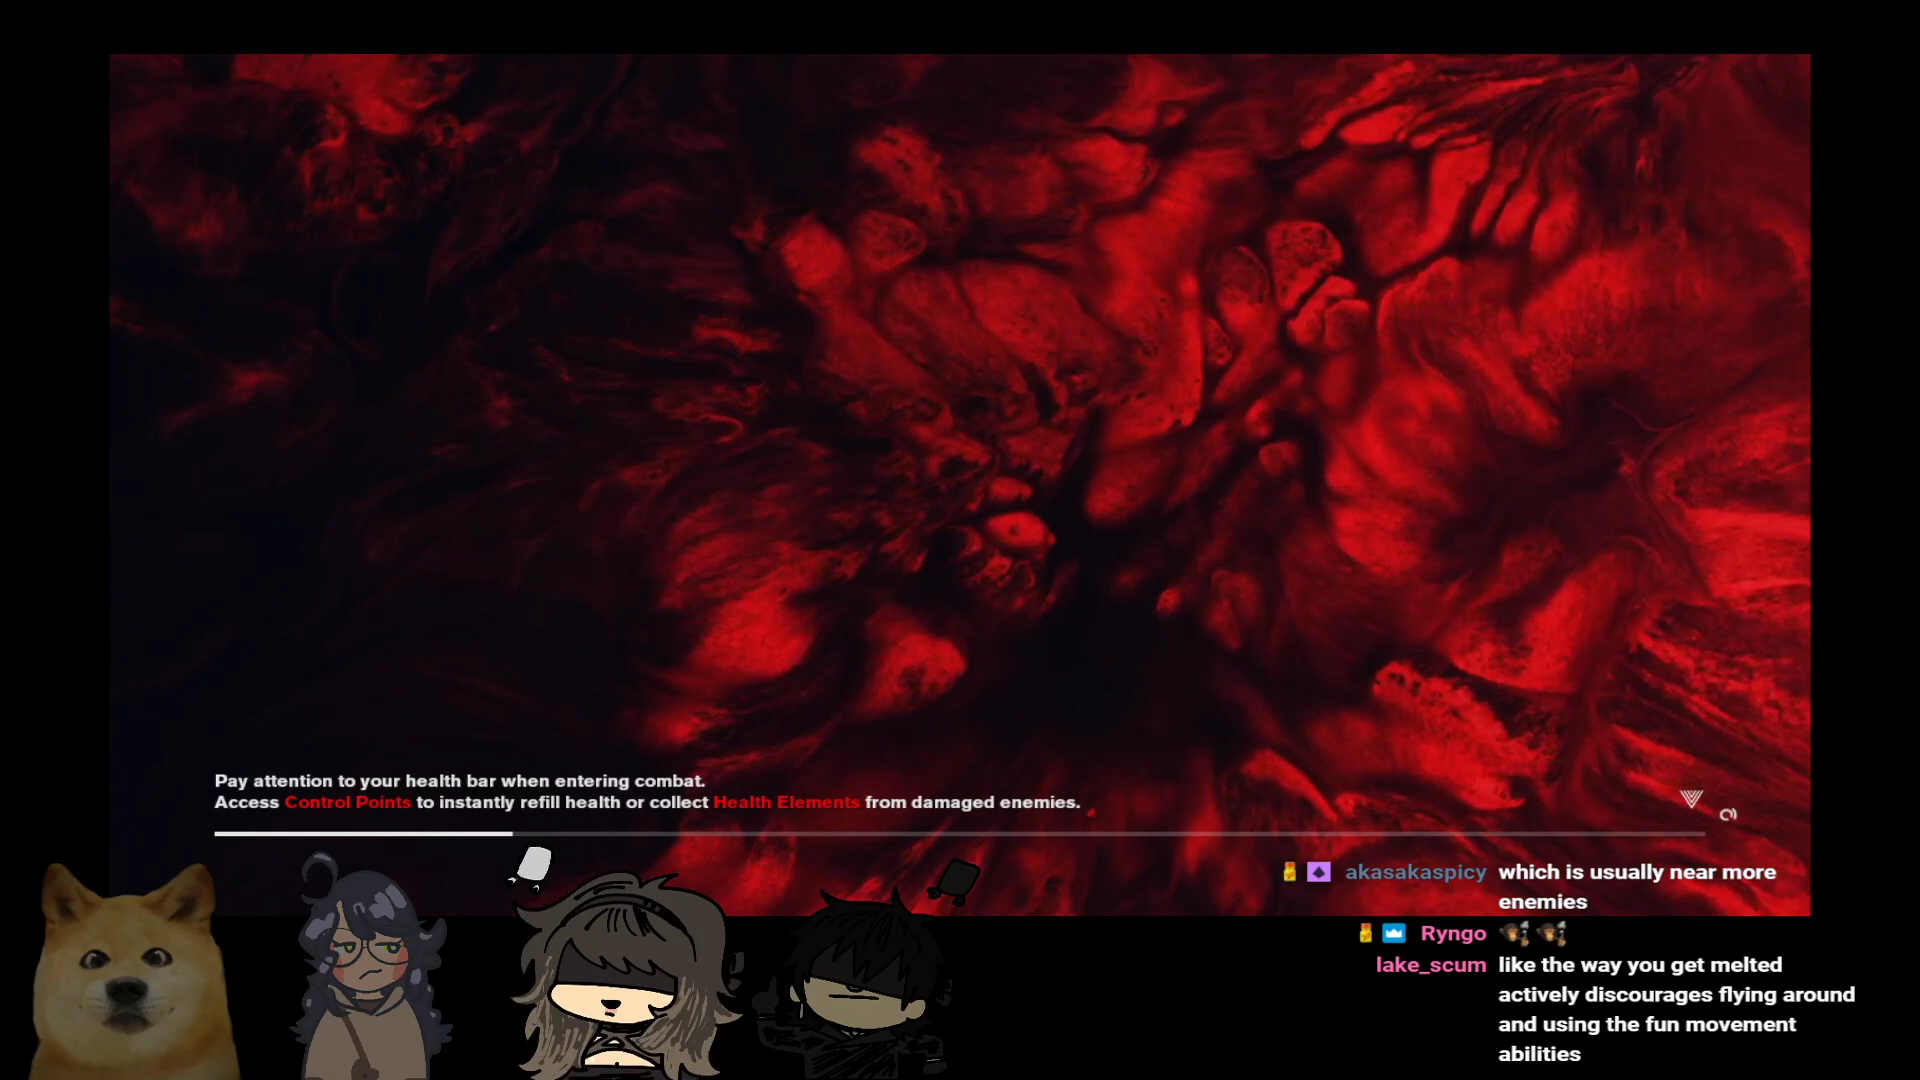 Pay attention to your health bar when entering combat.
Access Control Points to instantly refill health or collect Health Elements from damaged enemies.
akasakaspicy which is usually near more
enemies
Ryngo
lake_scum like the way you get melted
actively discourages flying around
and using the fun movement
abilities